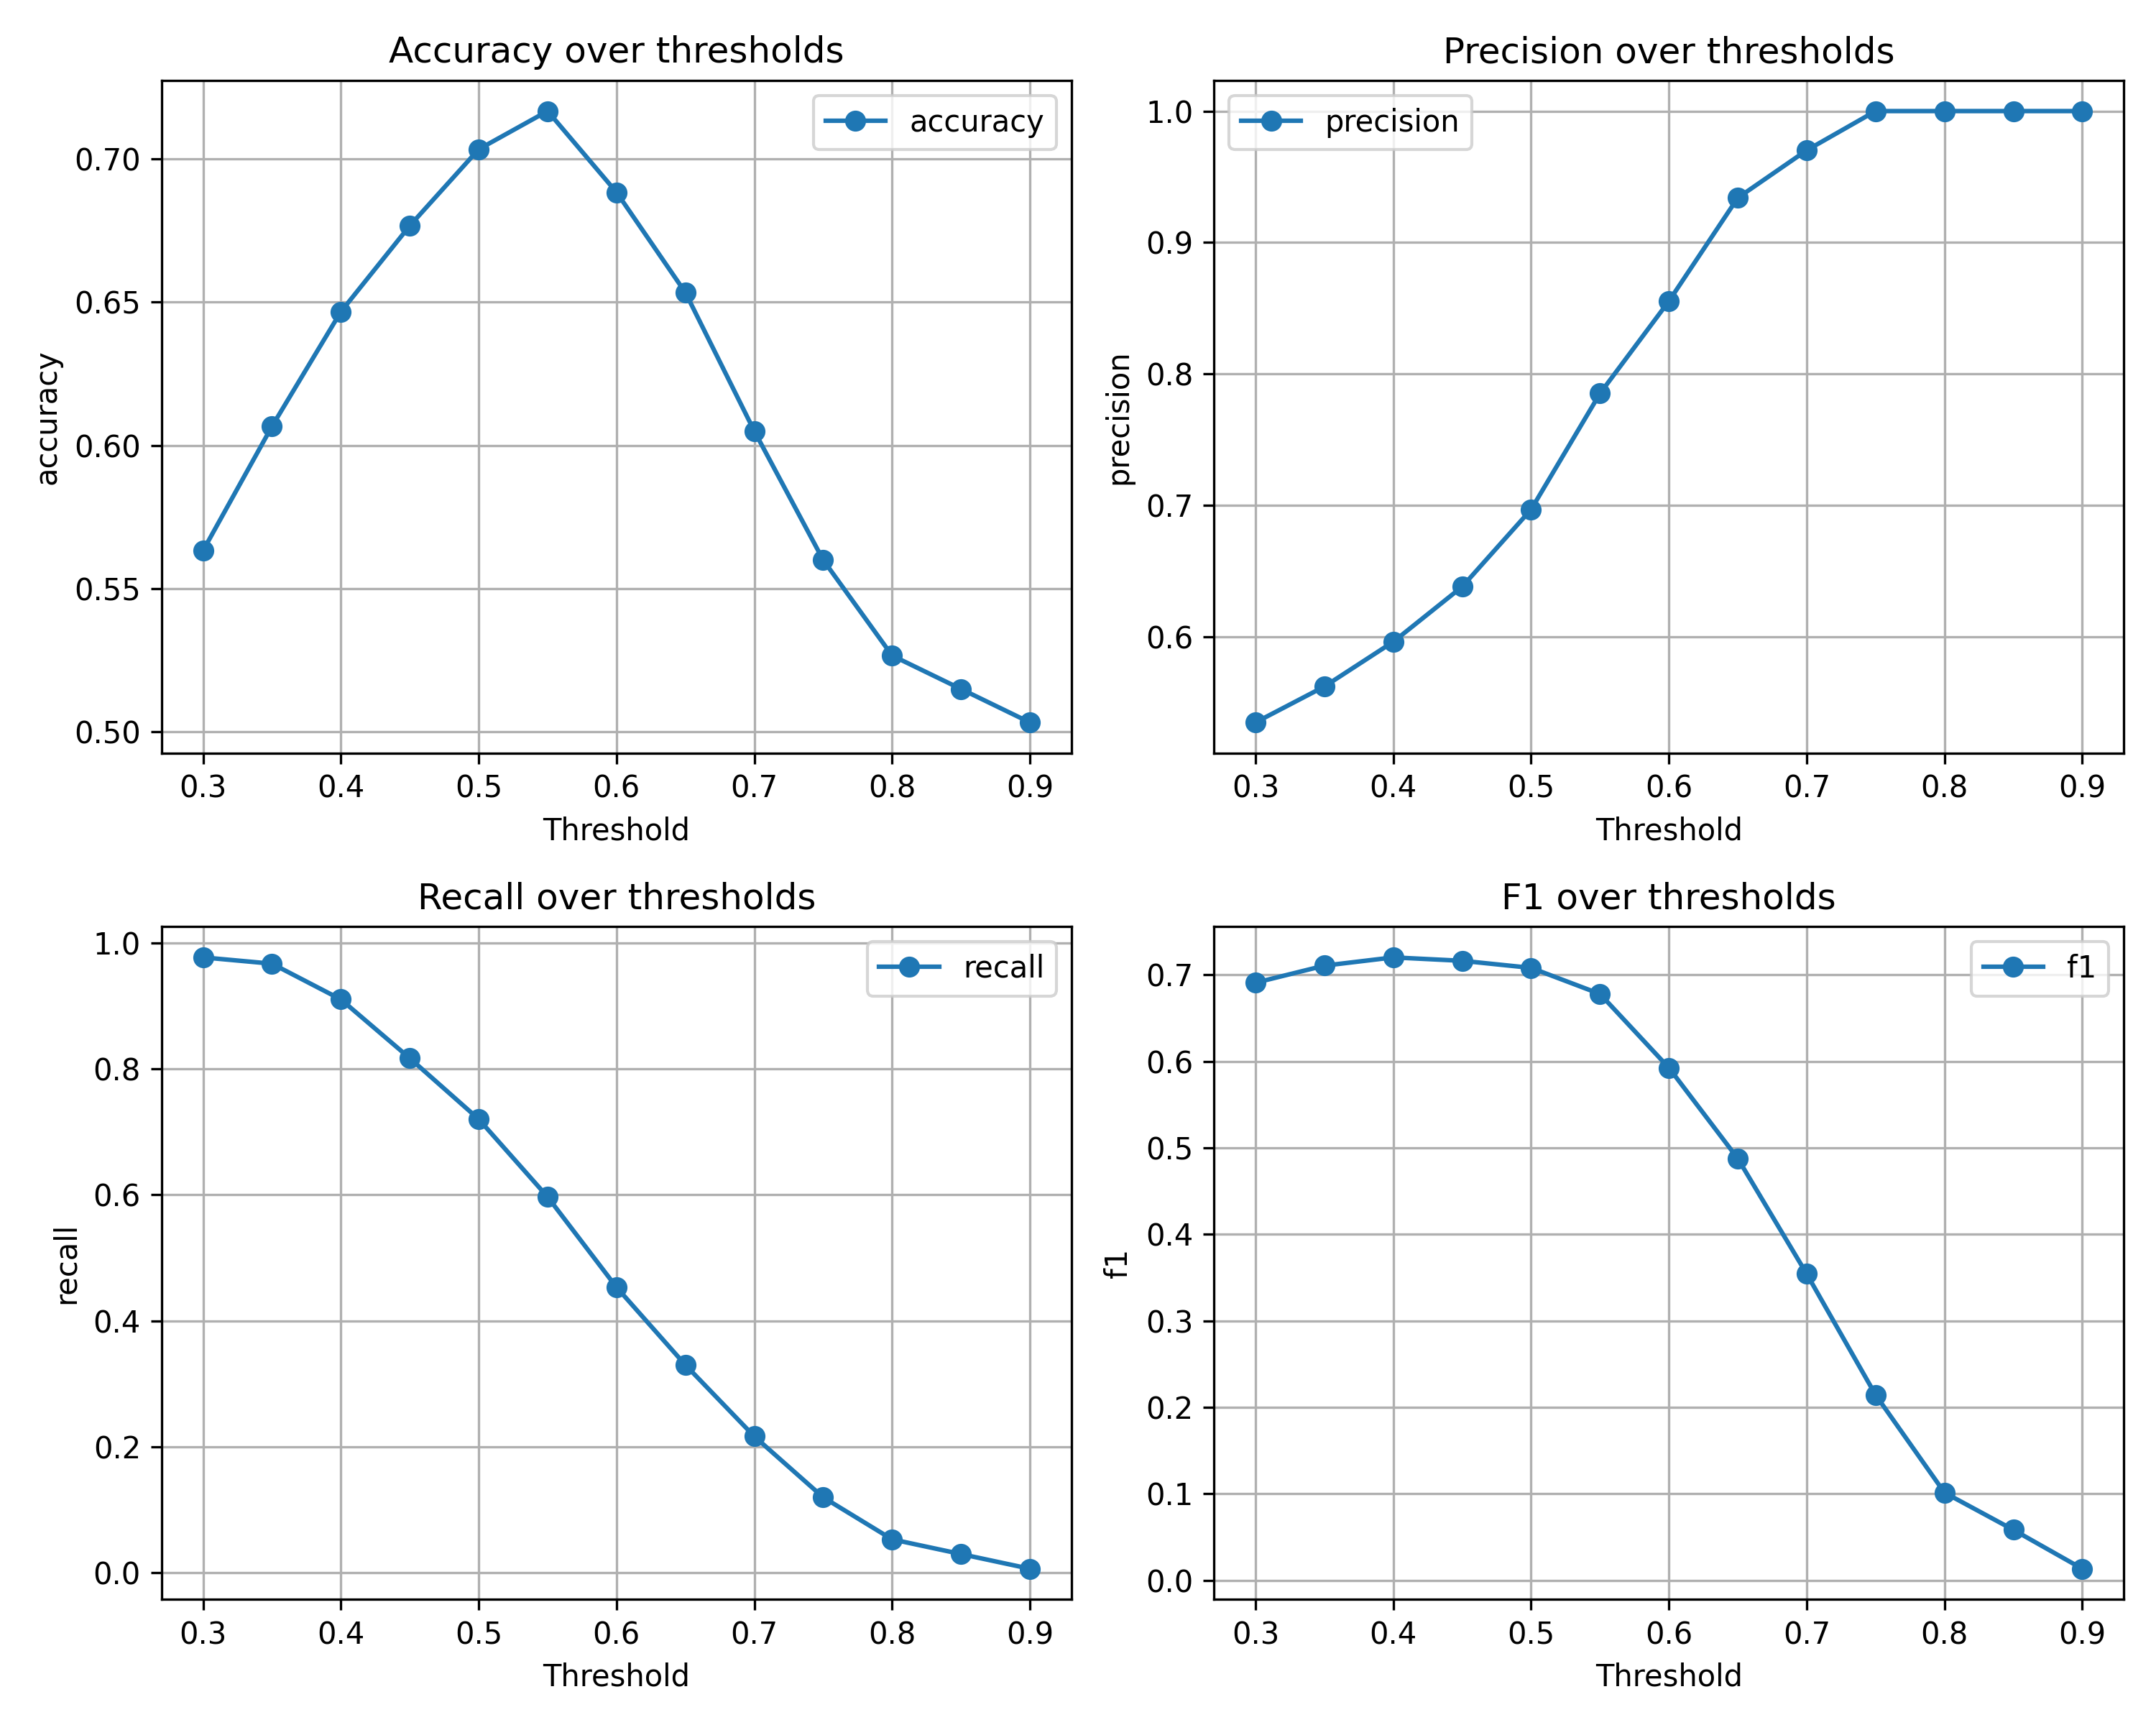 Accuracy over thresholds
accuracy
0.70
0.65
0.60
0.55
0.50
accuracy
0.3 0.4 0.5 0.6 0.7 0.8 0.9
Threshold
Precision over thresholds
precision
1.0
0.9
0.8
0.7
0.6
precision
0.3 0.4 0.5 0.6 0.7 0.8 0.9
Threshold
Recall over thresholds
recall
1.0
0.8
0.6
0.4
0.2
0.0
recall
0.3 0.4 0.5 0.6 0.7 0.8 0.9
Threshold
F1 over thresholds
f1
0.7
0.6
0.5
0.4
0.3
0.2
0.1
0.0
f1
0.3 0.4 0.5 0.6 0.7 0.8 0.9
Threshold